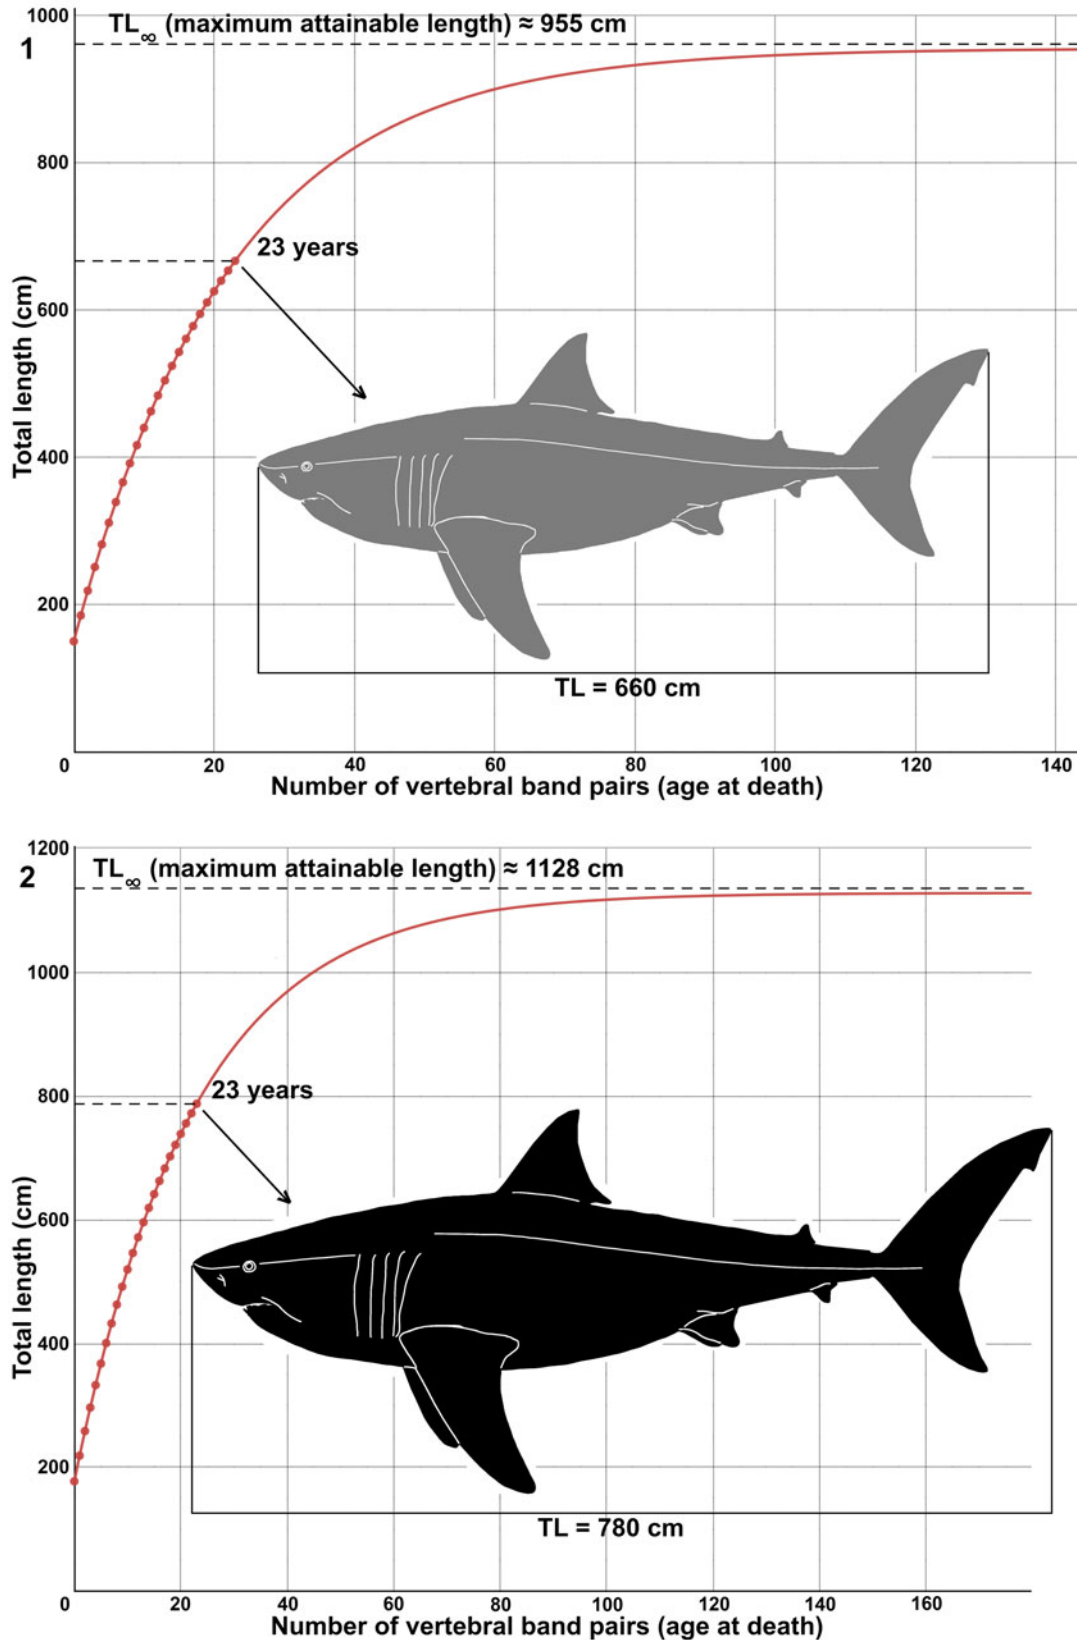 1000
TL∞ (maximum attainable length) ≈ 955 cm
1
800
23 years
600
Total length (cm)
400
200
TL = 660 cm
0 20 40 60 80 100 120 140
Number of vertebral band pairs (age at death)
1200
TL∞ (maximum attainable length) ≈ 1128 cm
2
1000
800
23 years
600
Total length (cm)
400
200
TL = 780 cm
0 20 40 60 80 100 120 140 160
Number of vertebral band pairs (age at death)